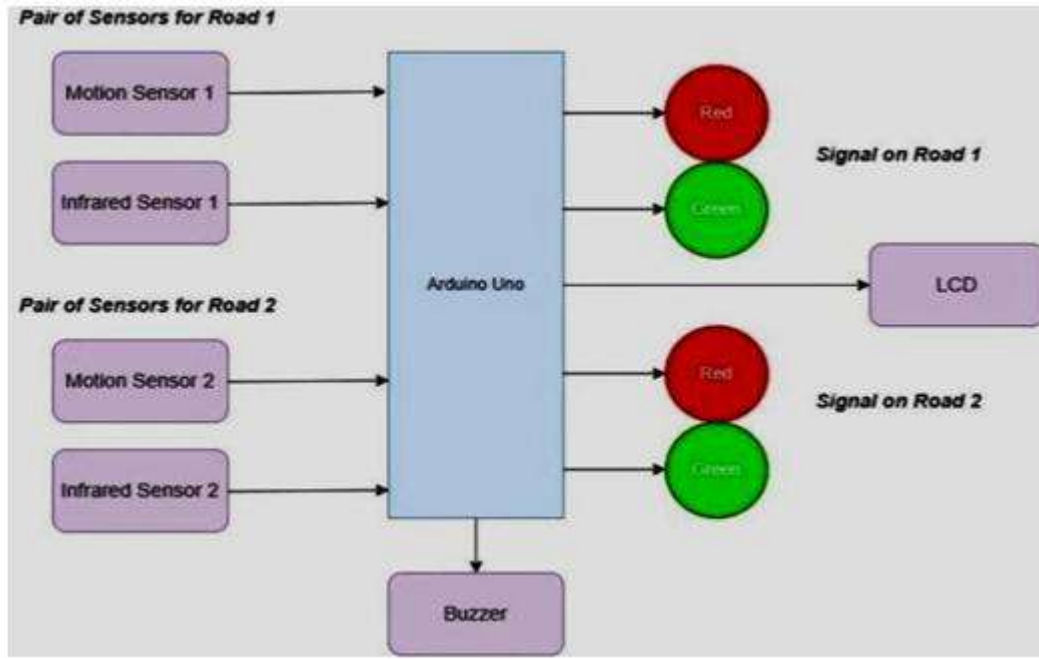 Pair of Sensors for Road 1
Motion Sensor 1
Infrared Sensor 1
Pair of Sensors for Road 2
Motion Sensor 2
Infrared Sensor 2
Arduino Uno
Red
Green
Signal on Road 1
LCD
Red
Green
Signal on Road 2
Buzzer